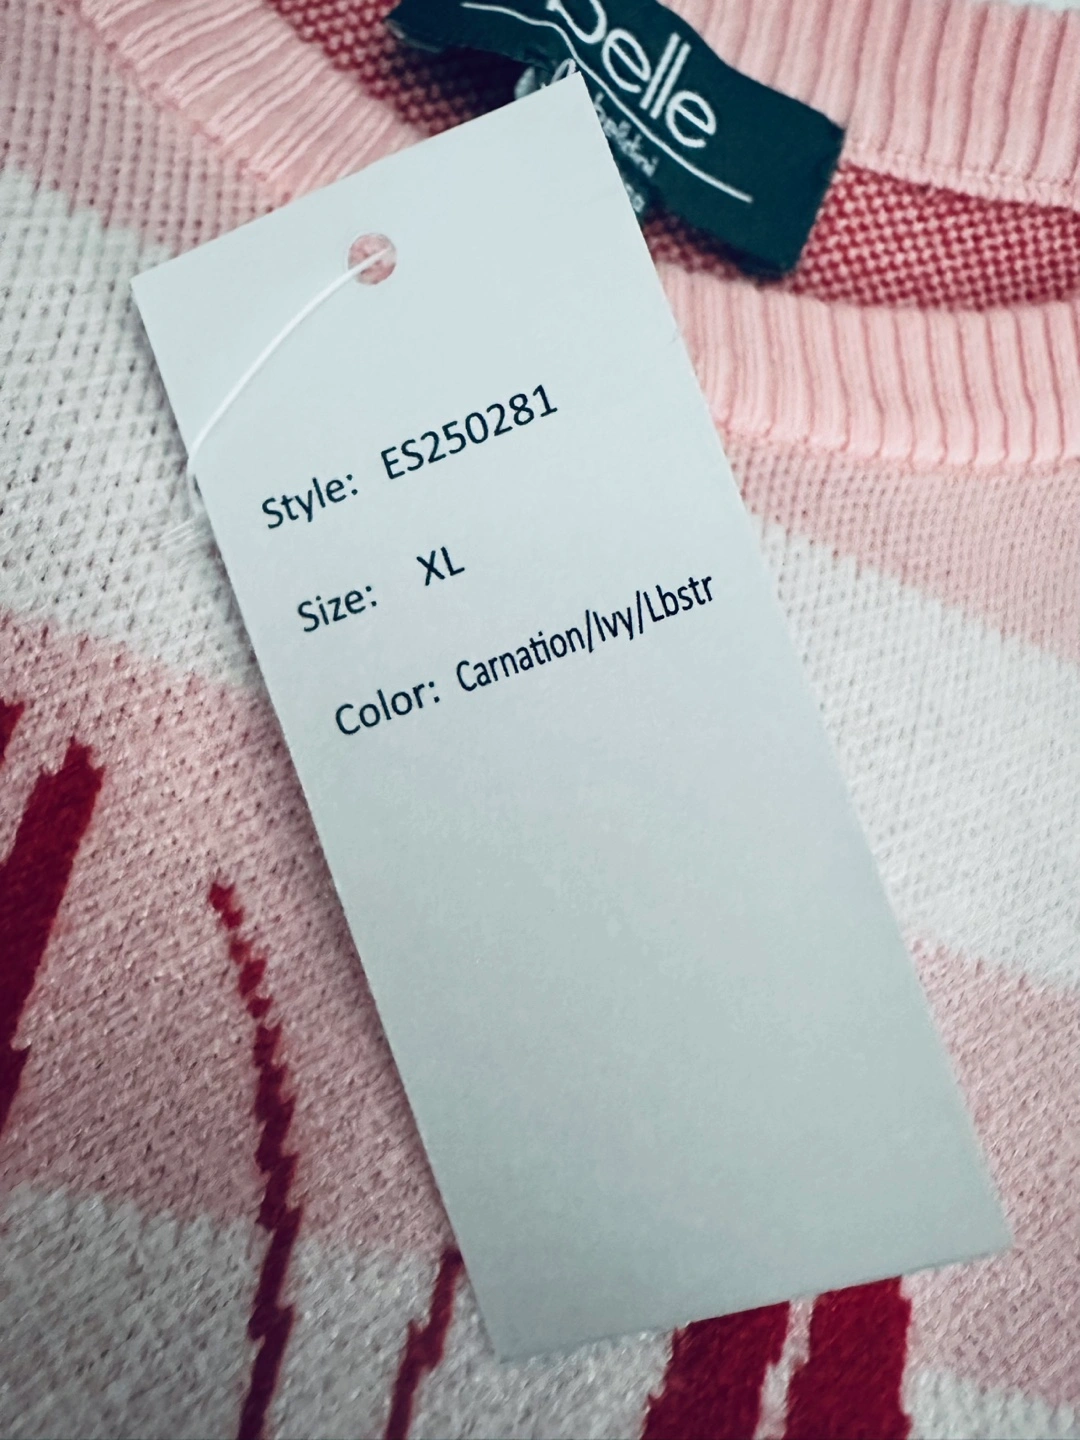 belle
Style: ES250281
Size: XL
Color: Carnation/Ivy/Lbstr